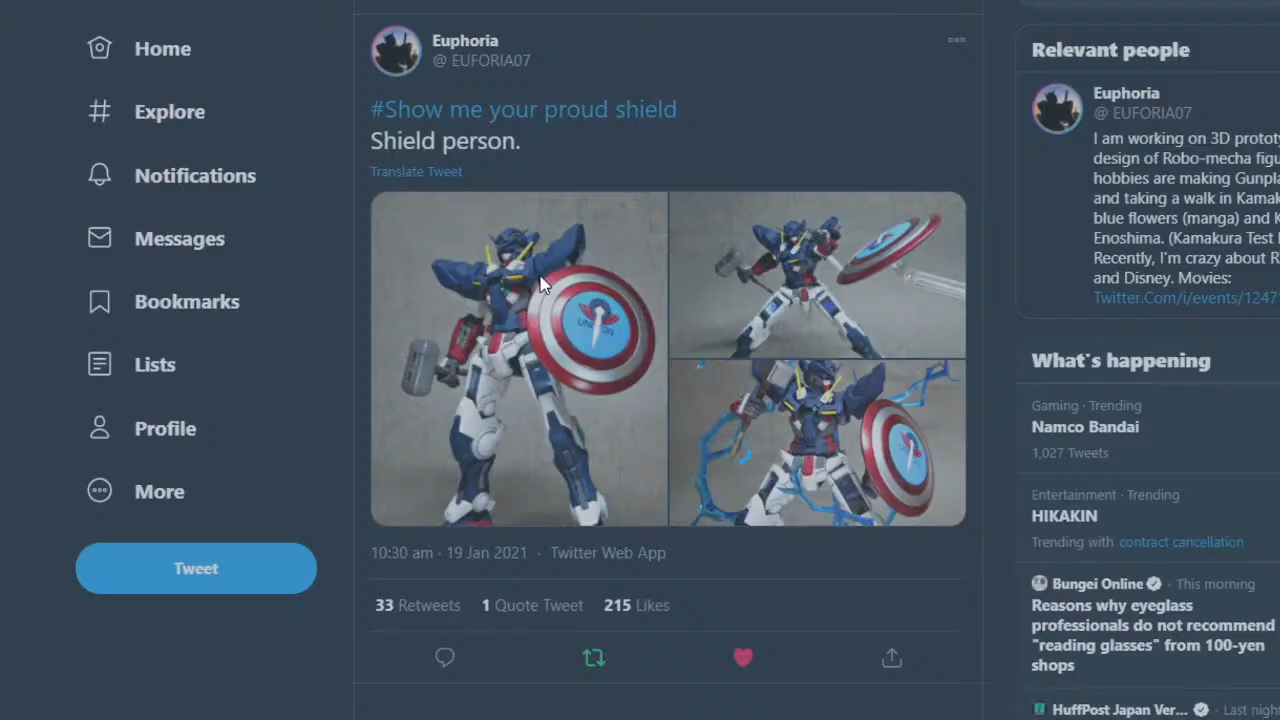 Home
Explore
Notifications
Messages
Bookmarks
Lists
Profile
More
Tweet
Euphoria
@ EUFORIA07
#Show me your proud shield
Shield person.
Translate Tweet
10:30 am · 19 Jan 2021 · Twitter Web App
33 Retweets 1 Quote Tweet 215 Likes
Relevant people
Euphoria
@ EUFORIA07
I am working on 3D prototy
design of Robo-mecha figu
hobbies are making Gunpla
and taking a walk in Kamak
blue flowers (manga) and K
Enoshima. (Kamakura Test
Recently, I'm crazy about R
and Disney. Movies:
Twitter.Com/i/events/1247
What's happening
Gaming · Trending
Namco Bandai
1,027 Tweets
Entertainment · Trending
HIKAKIN
Trending with contract cancellation
Bungei Online · This morning
Reasons why eyeglass
professionals do not recommend
"reading glasses" from 100-yen
shops
HuffPost Japan Ver... · Last nigh